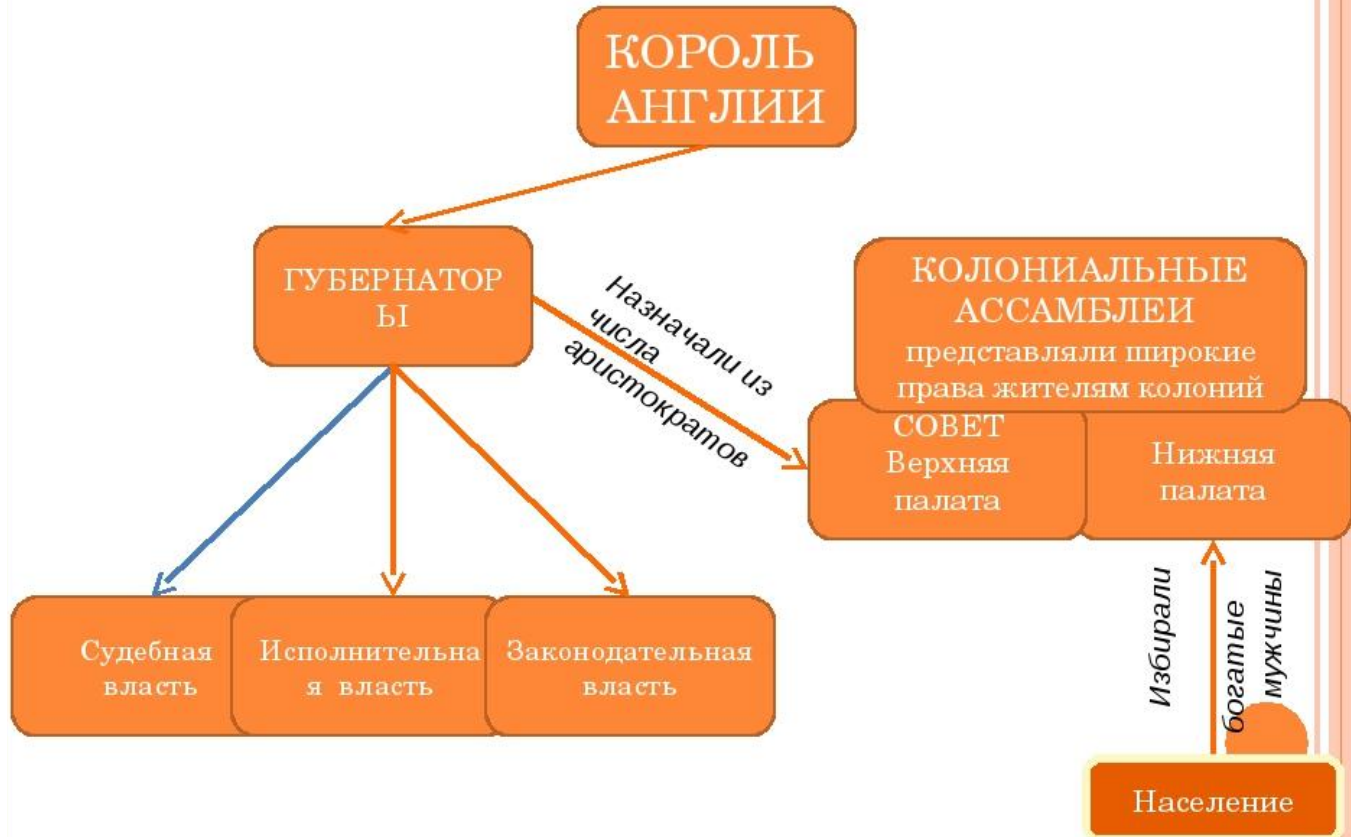 КОРОЛЬ
АНГЛИИ
ГУБЕРНАТОР
Ы
Назначали из
числа
аристократов
КОЛОНИАЛЬНЫЕ
АССАМБЛЕИ
представляли широкие
права жителям колоний
СОВЕТ
Верхняя
палата
Нижняя
палата
Судебная
власть
Исполнительна
я власть
Законодательная
власть
Избирали
богатые
мужчины
Население